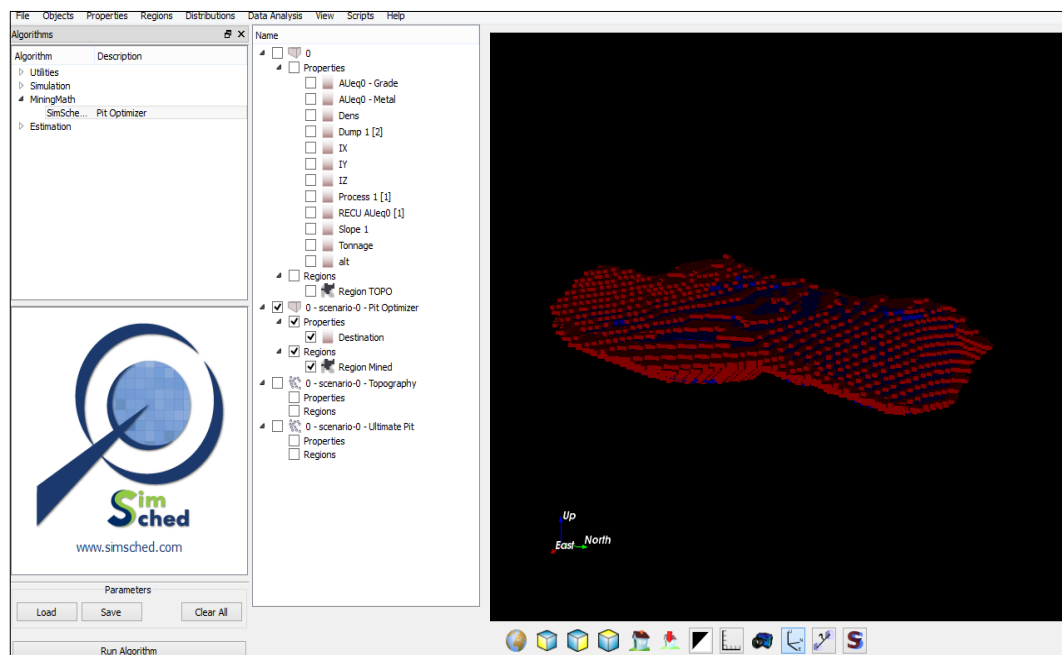 File Objects Properties Regions Distributions Data Analysis View Scripts Help
Algorithms
Algorithm Description
Utilities
Simulation
MiningMath
SimSche... Pit Optimizer
Estimation
Sim
Sched
www.simsched.com
Parameters
Load Save Clear All
Run Algorithm
Name
0
Properties
AUeq0 - Grade
AUeq0 - Metal
Dens
Dump 1 [2]
IX
IY
IZ
Process 1 [1]
RECU AUeq0 [1]
Slope 1
Tonnage
alt
Regions
Region TOPO
0 - scenario-0 - Pit Optimizer
Properties
Destination
Regions
Region Mined
0 - scenario-0 - Topography
Properties
Regions
0 - scenario-0 - Ultimate Pit
Properties
Regions
Up
East North